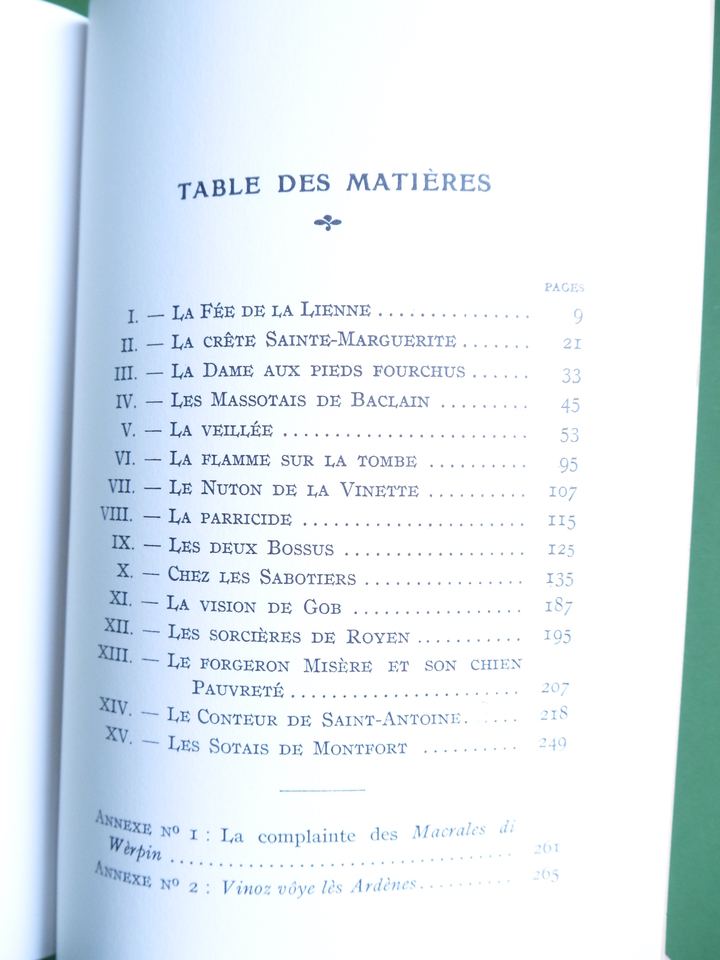 TABLE DES MATIÈRES
PAGES
I. — LA FÉE DE LA LIENNE ............... 9
II. — LA CRÊTE SAINTE-MARGUERITE ....... 21
III. — LA DAME AUX PIEDS FOURCHUS ...... 33
IV. — LES MASSOTAIS DE BACLAIN ......... 45
V. — LA VEILLÉE ........................ 53
VI. — LA FLAMME SUR LA TOMBE .......... 95
VII. — LE NUTON DE LA VINETTE .......... 107
VIII. — LA PARRICIDE ....................... 115
IX. — LES DEUX BOSSUS .................. 125
X. — CHEZ LES SABOTIERS ................ 135
XI. — LA VISION DE GOB ................. 187
XII. — LES SORCIÈRES DE ROYEN ........... 195
XIII. — LE FORGERON MISÈRE ET SON CHIEN
PAUVRETÉ ....................... 207
XIV. — LE CONTEUR DE SAINT-ANTOINE ...... 218
XV. — LES SOTAIS DE MONTFORT .......... 249
ANNEXE Nº 1 : La complainte des Macrales di
Wèrpin ................................... 261
ANNEXE Nº 2 : Vinoz vôye lès Ardènes .......... 265